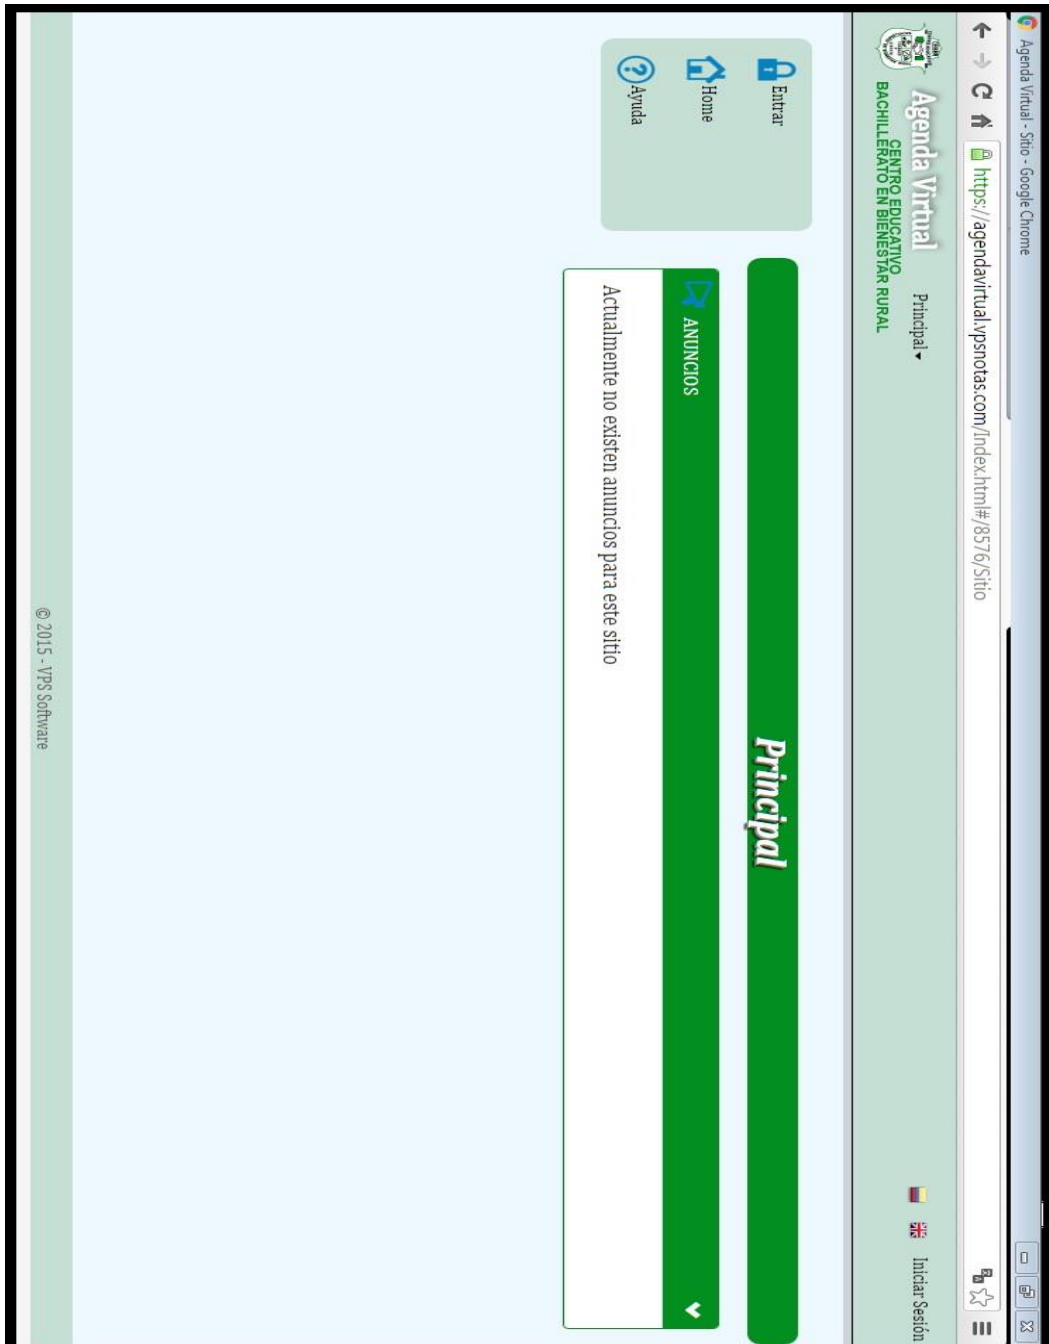 Agenda Virtual - Sitio - Google Chrome
https://agendavirtual.vpsnotas.com/Index.html#/8576/Sitio
Agenda Virtual
Principal
Iniciar Sesión
CENTRO EDUCATIVO
BACHILLERATO EN BIENESTAR RURAL
Entrar
Home
Ayuda
Principal
ANUNCIOS
Actualmente no existen anuncios para este sitio
© 2015 - VPS Software